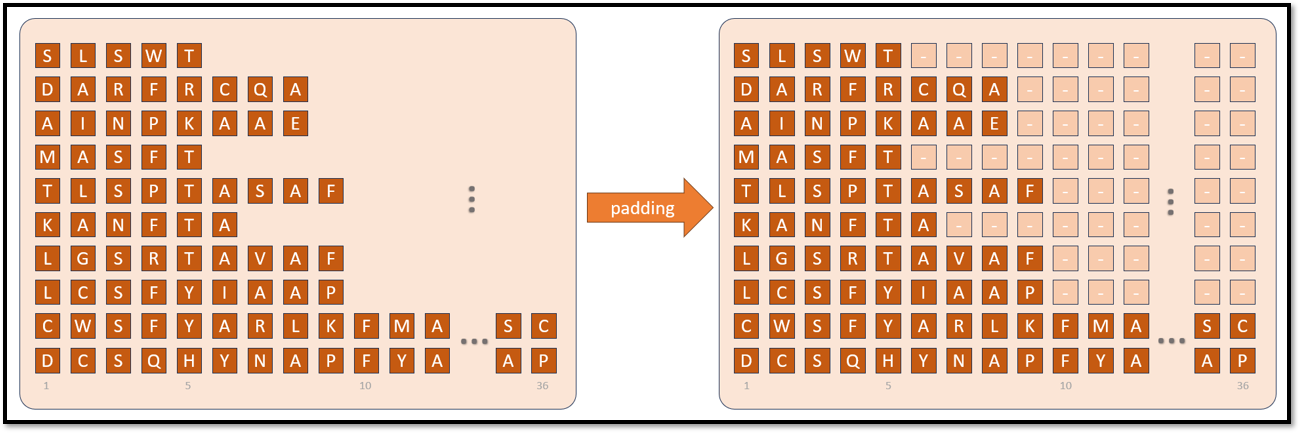 S L S W T
D A R F R C Q A
A I N P K A A E
M A S F T
T L S P T A S A F
K A N F T A
L G S R T A V A F
L C S F Y I A A P
C W S F Y A R L K F M A ... S C
D C S Q H Y N A P F Y A A P
1 5 10 36
padding
S L S W T - - - - - - - - -
D A R F R C Q A - - - - - -
A I N P K A A E - - - - - -
M A S F T - - - - - - - - -
T L S P T A S A F - - - - -
K A N F T A - - - - - - - -
L G S R T A V A F - - - - -
L C S F Y I A A P - - - - -
C W S F Y A R L K F M A ... S C
D C S Q H Y N A P F Y A A P
1 5 10 36